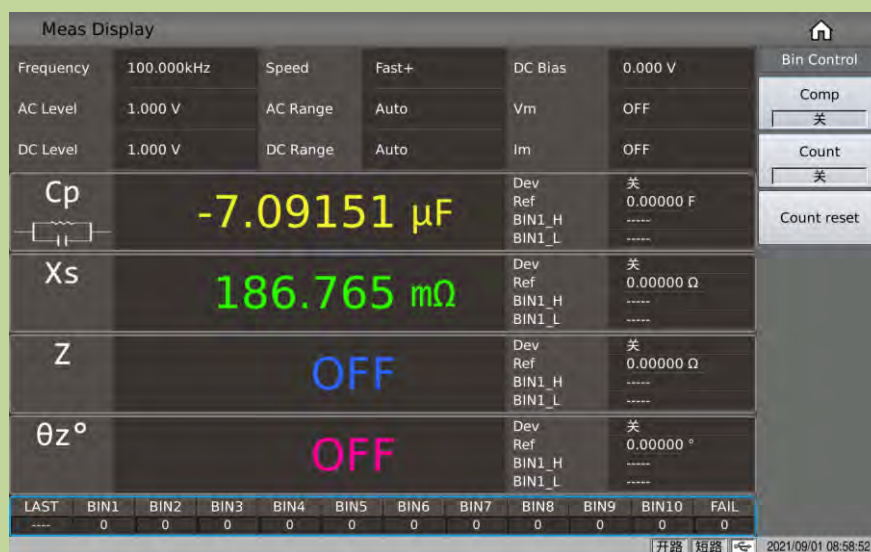 Meas Display
Frequency 100.000kHz Speed Fast+ DC Bias 0.000 V
AC Level 1.000 V AC Range Auto Vm OFF
DC Level 1.000 V DC Range Auto Im OFF
Cp -7.09151 μF
Dev 关
Ref 0.00000 F
BIN1_H -----
BIN1_L -----
Xs 186.765 mΩ
Dev 关
Ref 0.00000 Ω
BIN1_H -----
BIN1_L -----
Z OFF
Dev 关
Ref 0.00000 Ω
BIN1_H -----
BIN1_L -----
θz° OFF
Dev 关
Ref 0.00000 °
BIN1_H -----
BIN1_L -----
LAST BIN1 BIN2 BIN3 BIN4 BIN5 BIN6 BIN7 BIN8 BIN9 BIN10 FAIL
---- 0 0 0 0 0 0 0 0 0 0 0
Bin Control
Comp
关
Count
关
Count reset
开路 短路 2021/09/01 08:58:52